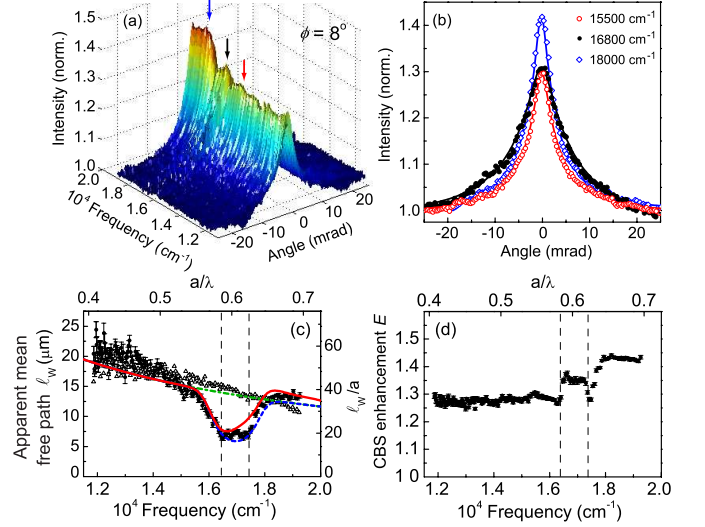 (a)
ϕ = 8°
Intensity (norm.)
1.5
1.4
1.3
1.2
1.1
1.0
2.0
1.8
1.6
1.4
1.2
10⁴ Frequency (cm⁻¹)
-20
-10
0
10
20
Angle (mrad)
(b)
15500 cm⁻¹
16800 cm⁻¹
18000 cm⁻¹
Intensity (norm.)
1.4
1.3
1.2
1.1
1.0
-20 -10 0 10 20
Angle (mrad)
a/λ
0.4 0.5 0.6 0.7
(c)
Apparent mean
free path ℓw (μm)
25
20
15
10
5
0
60
40
20
0
ℓw/a
1.2 1.4 1.6 1.8 2.0
10⁴ Frequency (cm⁻¹)
a/λ
0.4 0.5 0.6 0.7
(d)
CBS enhancement E
1.6
1.5
1.4
1.3
1.2
1.1
1.0
1.2 1.4 1.6 1.8 2.0
10⁴ Frequency (cm⁻¹)